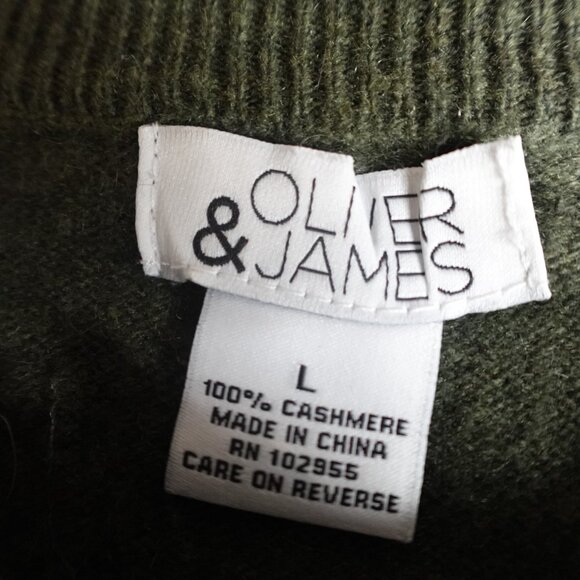 OLIVER
& JAMES
L
100% CASHMERE
MADE IN CHINA
RN 102955
CARE ON REVERSE